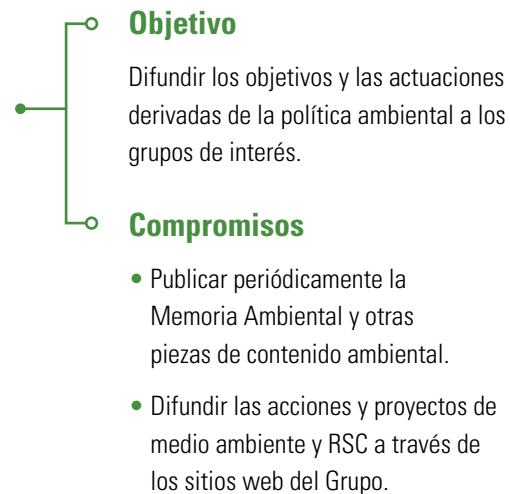 Objetivo
Difundir los objetivos y las actuaciones
derivadas de la política ambiental a los
grupos de interés.
Compromisos
• Publicar periódicamente la
Memoria Ambiental y otras
piezas de contenido ambiental.
• Difundir las acciones y proyectos de
medio ambiente y RSC a través de
los sitios web del Grupo.